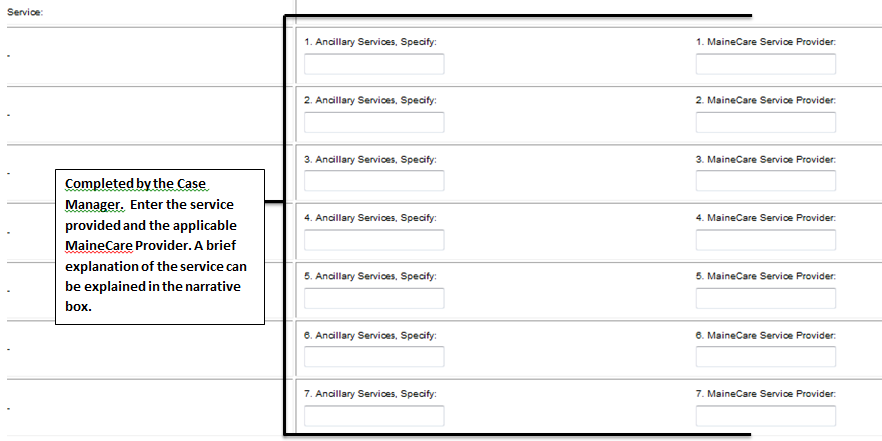 Service:
1. Ancillary Services, Specify: 1. MaineCare Service Provider:
-
2. Ancillary Services, Specify: 2. MaineCare Service Provider:
-
3. Ancillary Services, Specify: 3. MaineCare Service Provider:
-
Completed by the Case
Manager. Enter the service
provided and the applicable
MaineCare Provider. A brief
explanation of the service can
be explained in the narrative
box.
4. Ancillary Services, Specify: 4. MaineCare Service Provider:
-
5. Ancillary Services, Specify: 5. MaineCare Service Provider:
-
6. Ancillary Services, Specify: 6. MaineCare Service Provider:
-
7. Ancillary Services, Specify: 7. MaineCare Service Provider:
-